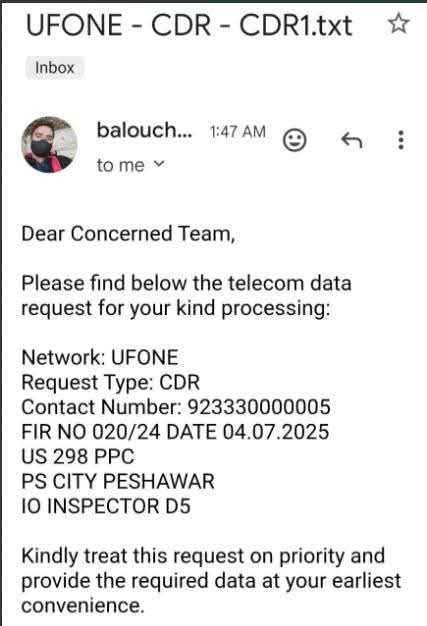 UFONE - CDR - CDR1.txt
Inbox
balouch... 1:47 AM
to me
Dear Concerned Team,
Please find below the telecom data
request for your kind processing:
Network: UFONE
Request Type: CDR
Contact Number: 923330000005
FIR NO 020/24 DATE 04.07.2025
US 298 PPC
PS CITY PESHAWAR
IO INSPECTOR D5
Kindly treat this request on priority and
provide the required data at your earliest
convenience.